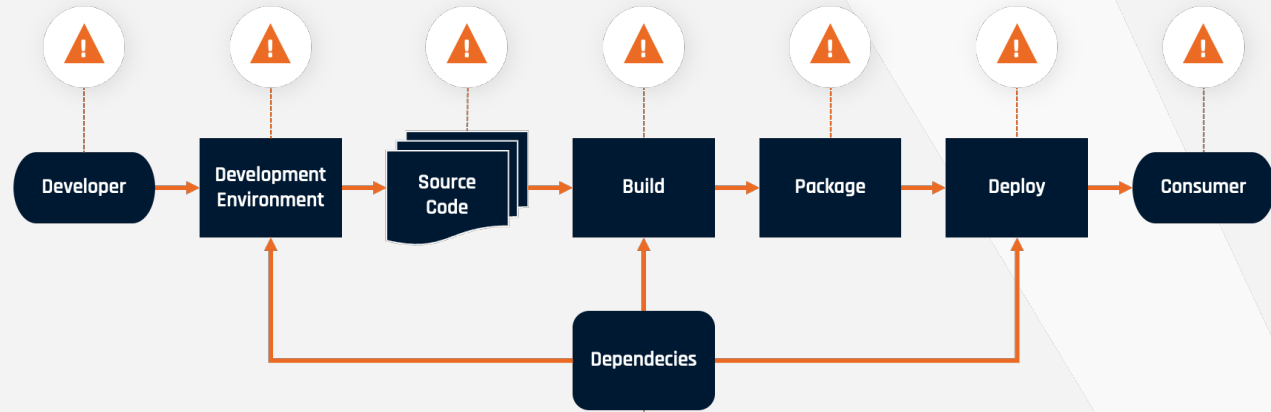 !
!
!
!
!
!
!
Developer
Development
Environment
Source
Code
Build
Package
Deploy
Consumer
Dependecies